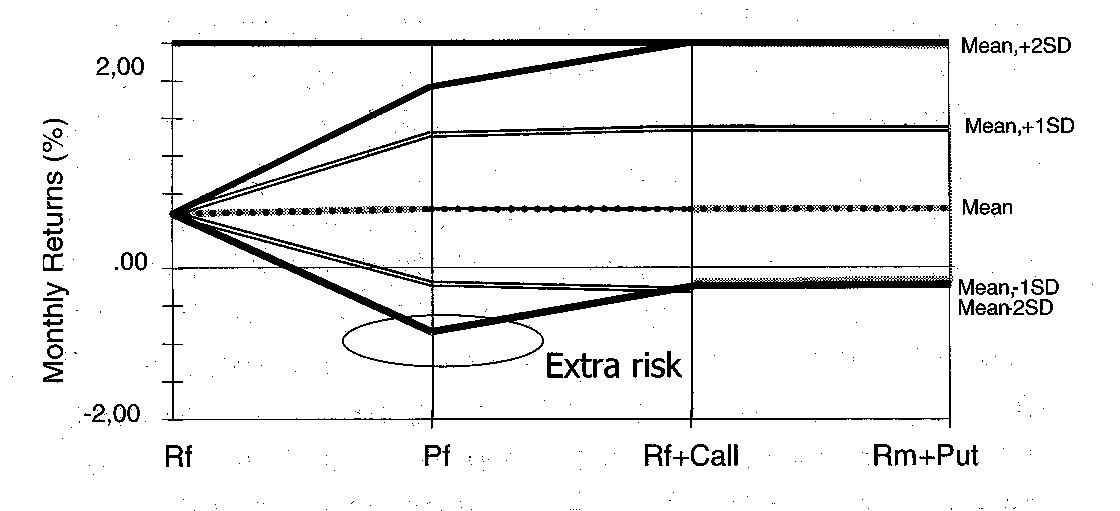 Mean,+2SD
2,00
Mean,+1SD
Monthly Returns (%)
Mean
.00
Mean,-1SD
Mean-2SD
Extra risk
-2,00
Rf
Pf
Rf+Call
Rm+Put